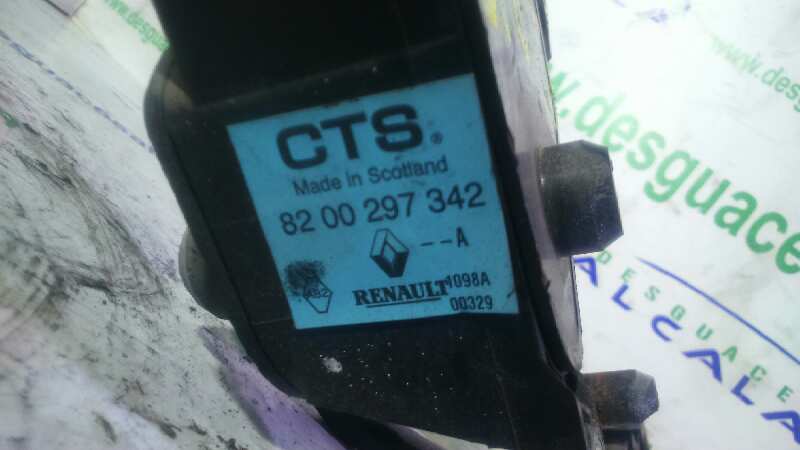 CTS®
Made in Scotland
82 00 297 342
--A
RENAULT
1098A
00329
www.desguace
DESGUACE
ALCALA